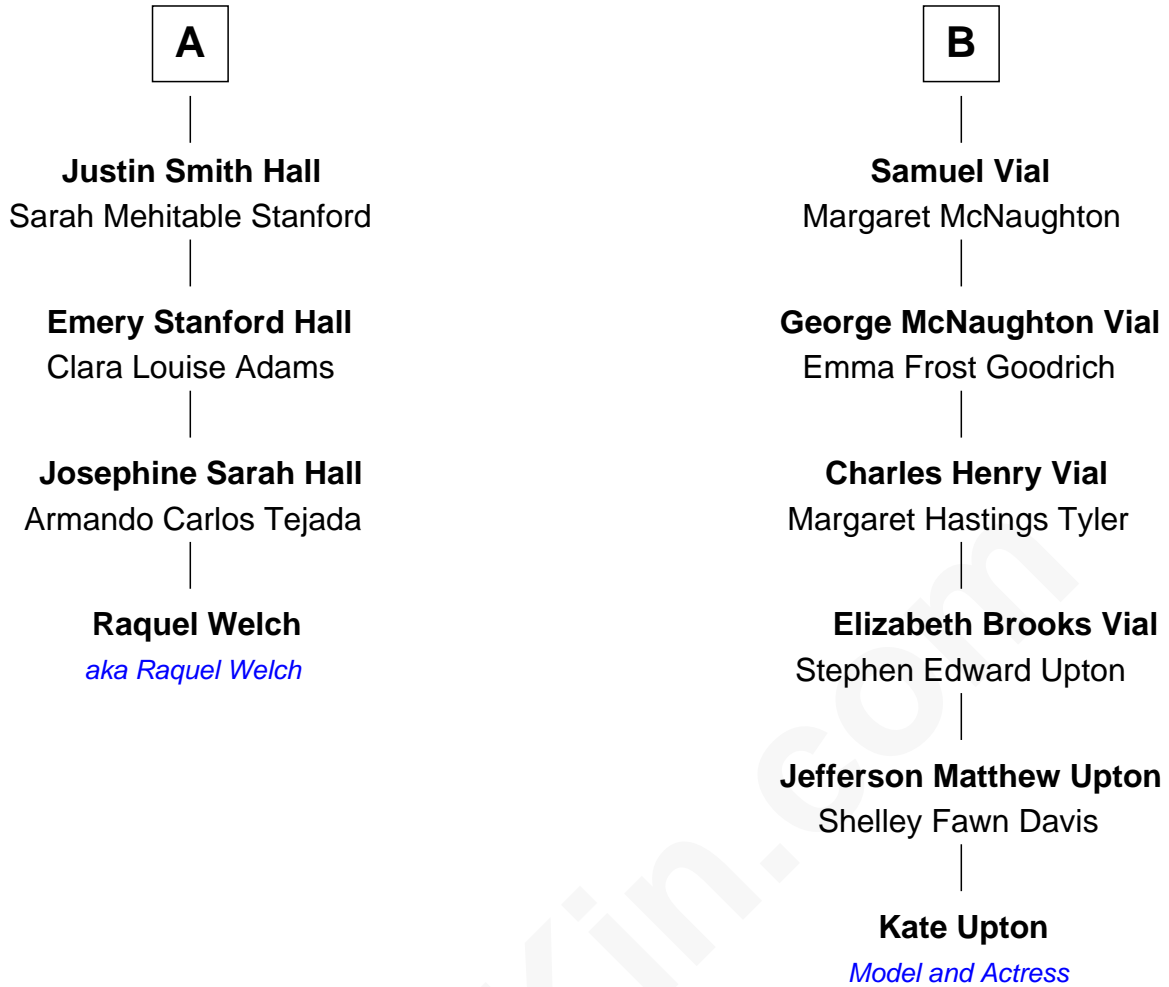 A
Justin Smith Hall
Sarah Mehitable Stanford
Emery Stanford Hall
Clara Louise Adams
Josephine Sarah Hall
Armando Carlos Tejada
Raquel Welch
aka Raquel Welch
B
Samuel Vial
Margaret McNaughton
George McNaughton Vial
Emma Frost Goodrich
Charles Henry Vial
Margaret Hastings Tyler
Elizabeth Brooks Vial
Stephen Edward Upton
Jefferson Matthew Upton
Shelley Fawn Davis
Kate Upton
Model and Actress
Kin.com